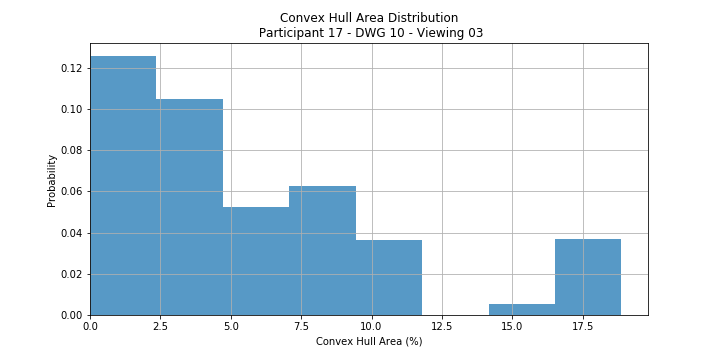 Convex Hull Area Distribution
Participant 17 - DWG 10 - Viewing 03
Probability
0.12
0.10
0.08
0.06
0.04
0.02
0.00
0.0 2.5 5.0 7.5 10.0 12.5 15.0 17.5
Convex Hull Area (%)